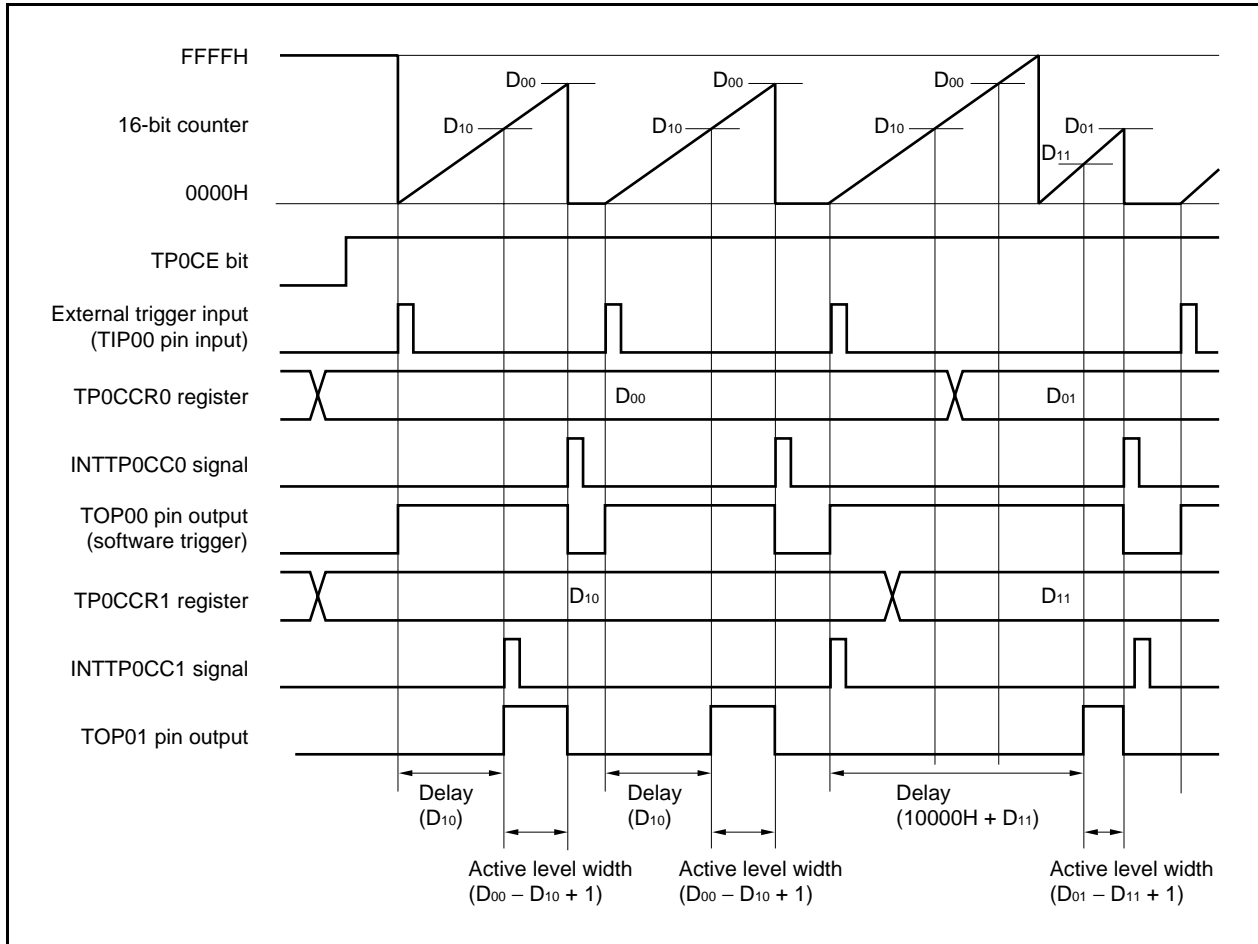 FFFFH
16-bit counter
0000H
D00
D10
D00
D10
D00
D10
D01
D11
TP0CE bit
External trigger input
(TIP00 pin input)
TP0CCR0 register
D00
D01
INTTP0CC0 signal
TOP00 pin output
(software trigger)
TP0CCR1 register
D10
D11
INTTP0CC1 signal
TOP01 pin output
Delay
(D10)
Delay
(D10)
Delay
(10000H + D11)
Active level width
(D00 − D10 + 1)
Active level width
(D00 − D10 + 1)
Active level width
(D01 − D11 + 1)